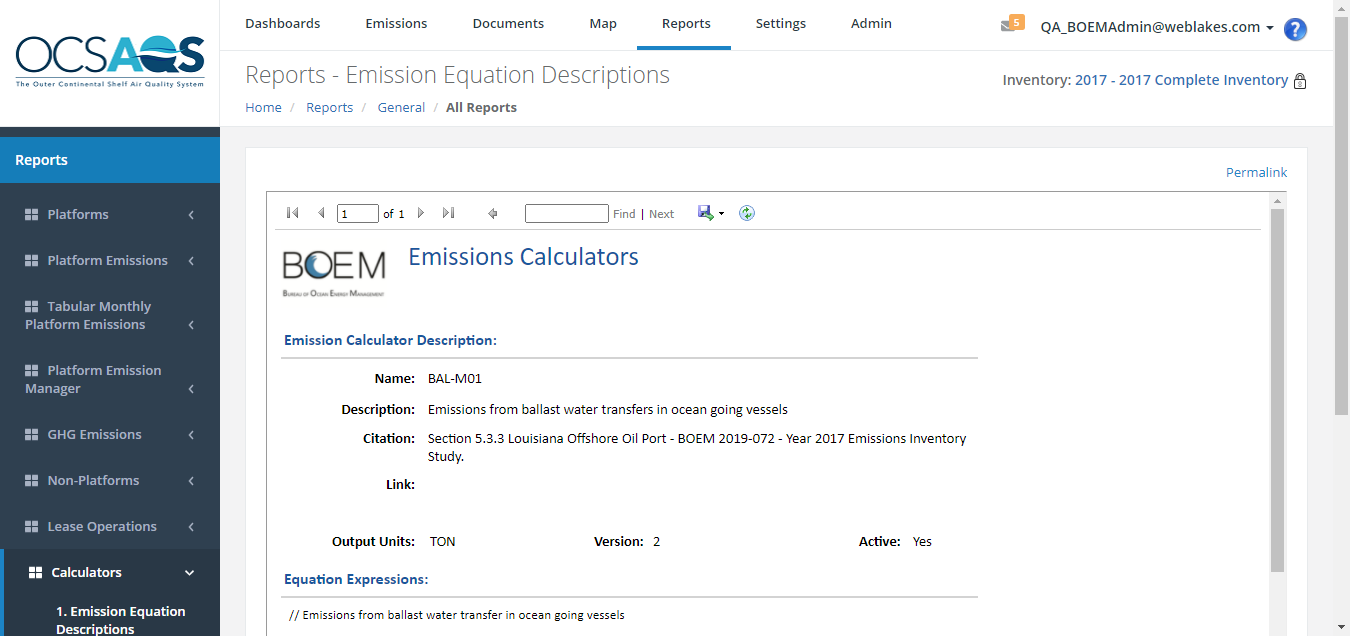 OCSAQS
The Outer Continental Shelf Air Quality System
Dashboards Emissions Documents Map Reports Settings Admin
5 QA_BOEMAdmin@weblakes.com ?
Reports - Emission Equation Descriptions
Inventory: 2017 - 2017 Complete Inventory
Home / Reports / General / All Reports
Reports
Platforms
Platform Emissions
Tabular Monthly
Platform Emissions
Platform Emission
Manager
GHG Emissions
Non-Platforms
Lease Operations
Calculators
1. Emission Equation
Descriptions
Permalink
1 of 1 Find | Next
BOEM
Bureau of Ocean Energy Management
Emissions Calculators
Emission Calculator Description:
Name: BAL-M01
Description: Emissions from ballast water transfers in ocean going vessels
Citation: Section 5.3.3 Louisiana Offshore Oil Port - BOEM 2019-072 - Year 2017 Emissions Inventory
Study.
Link:
Output Units: TON Version: 2 Active: Yes
Equation Expressions:
// Emissions from ballast water transfer in ocean going vessels